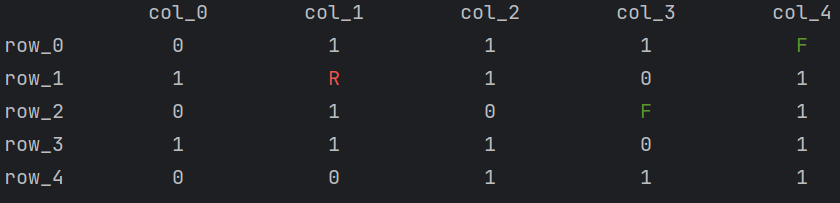 col_0 col_1 col_2 col_3 col_4
row_0 0 1 1 1 F
row_1 1 R 1 0 1
row_2 0 1 0 F 1
row_3 1 1 1 0 1
row_4 0 0 1 1 1